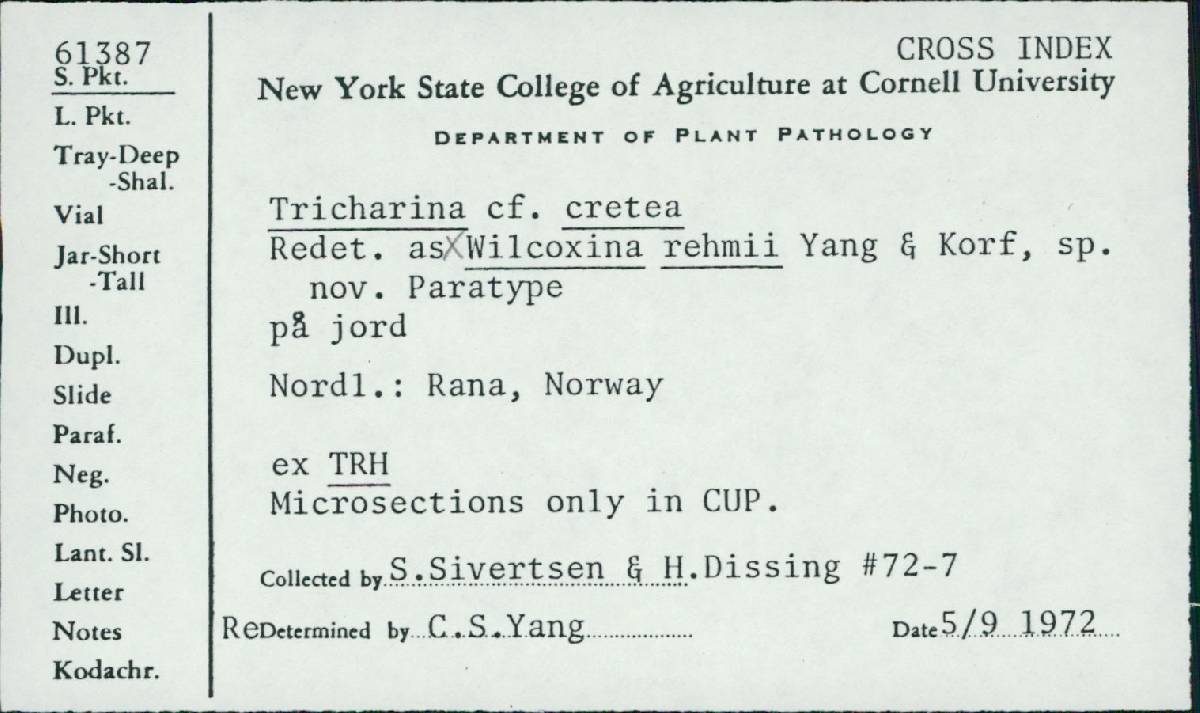 61387
S. Pkt.
L. Pkt.
Tray-Deep
-Shal.
Vial
Jar-Short
-Tall
Ill.
Dupl.
Slide
Paraf.
Neg.
Photo.
Lant. Sl.
Letter
Notes
Kodachr.
CROSS INDEX
New York State College of Agriculture at Cornell University
DEPARTMENT OF PLANT PATHOLOGY
Tricharina cf. cretea
Redet. as X Wilcoxina rehmii Yang & Korf, sp.
nov. Paratype
på jord
Nordl.: Rana, Norway
ex TRH
Microsections only in CUP.
Collected by S.Sivertsen & H.Dissing #72-7
ReDetermined by C.S.Yang Date 5/9 1972